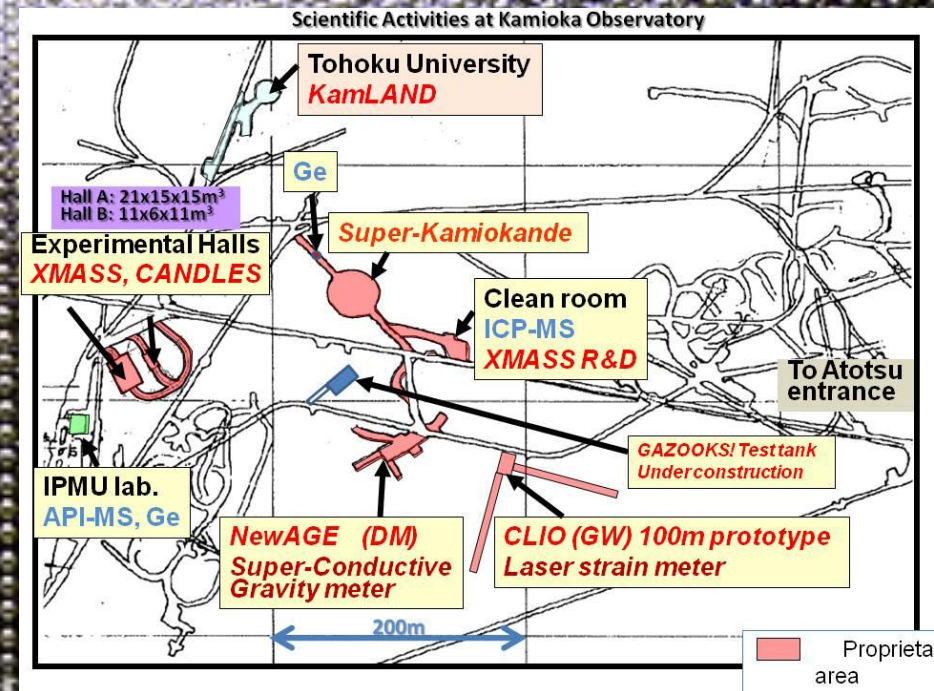 Scientific Activities at Kamioka Observatory
Tohoku University
KamLAND
Ge
Hall A: 21x15x15m³
Hall B: 11x6x11m³
Experimental Halls
XMASS, CANDLES
Super-Kamiokande
Clean room
ICP-MS
XMASS R&D
To Atotsu
entrance
GAZOOKS! Test tank
Under construction
IPMU lab.
API-MS, Ge
NewAGE (DM)
Super-Conductive
Gravity meter
CLIO (GW) 100m prototype
Laser strain meter
200m
Proprieta
area